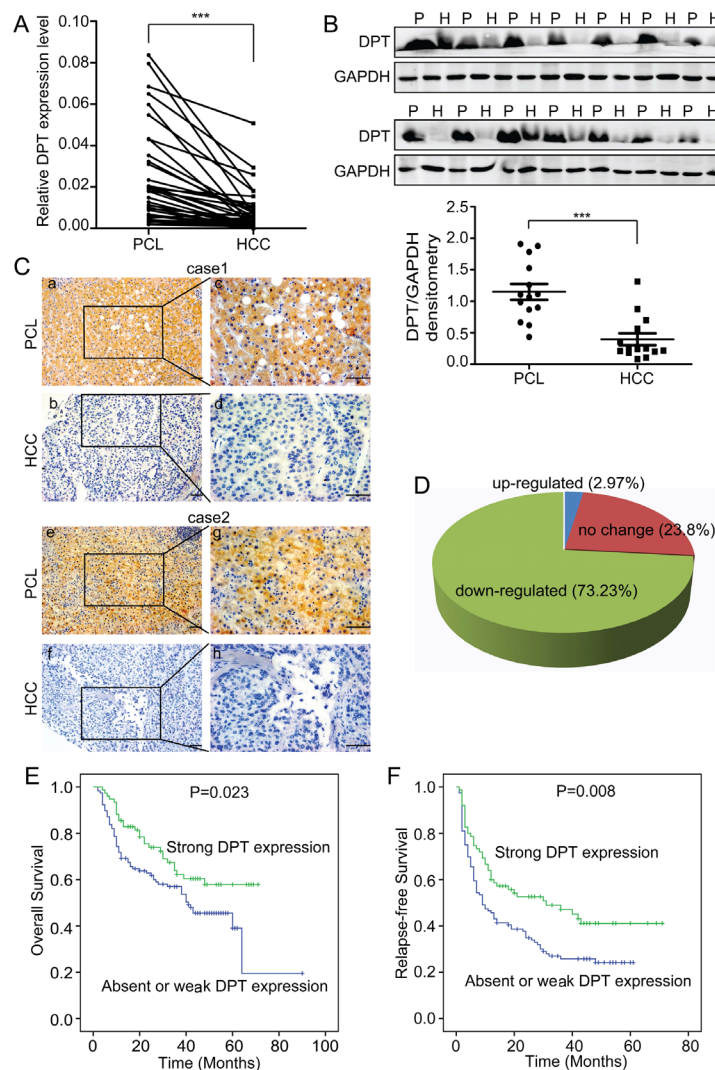 A
***
Relative DPT expression level
0.10
0.08
0.06
0.04
0.02
0.00
PCL HCC
B
P H P H P H P H P H P H P H
DPT
GAPDH
P H P H P H P H P H P H P H
DPT
GAPDH
***
DPT/GAPDH
densitometry
2.5
2.0
1.5
1.0
0.5
0.0
PCL HCC
C
case1
PCL
a c
HCC
b d
case2
PCL
e g
HCC
f h
D
up-regulated (2.97%)
no change (23.8%)
down-regulated (73.23%)
E
P=0.023
Strong DPT expression
Absent or weak DPT expression
Overall Survival
1.0
0.8
0.6
0.4
0.2
0.0
0 20 40 60 80 100
Time (Months)
F
P=0.008
Strong DPT expression
Absent or weak DPT expression
Relapse-free Survival
1.0
0.8
0.6
0.4
0.2
0.0
0 20 40 60 80
Time (Months)